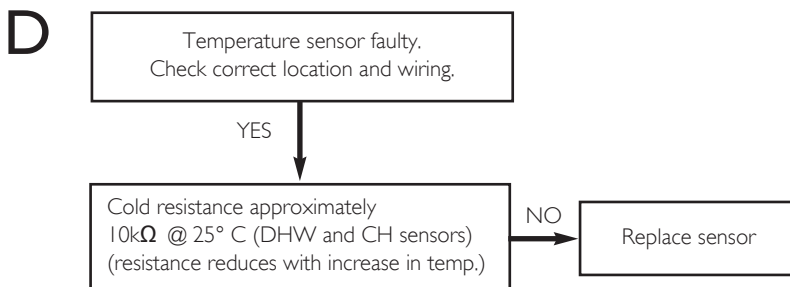 D
Temperature sensor faulty.
Check correct location and wiring.
YES
Cold resistance approximately
10kΩ @ 25° C (DHW and CH sensors)
(resistance reduces with increase in temp.)
NO
Replace sensor